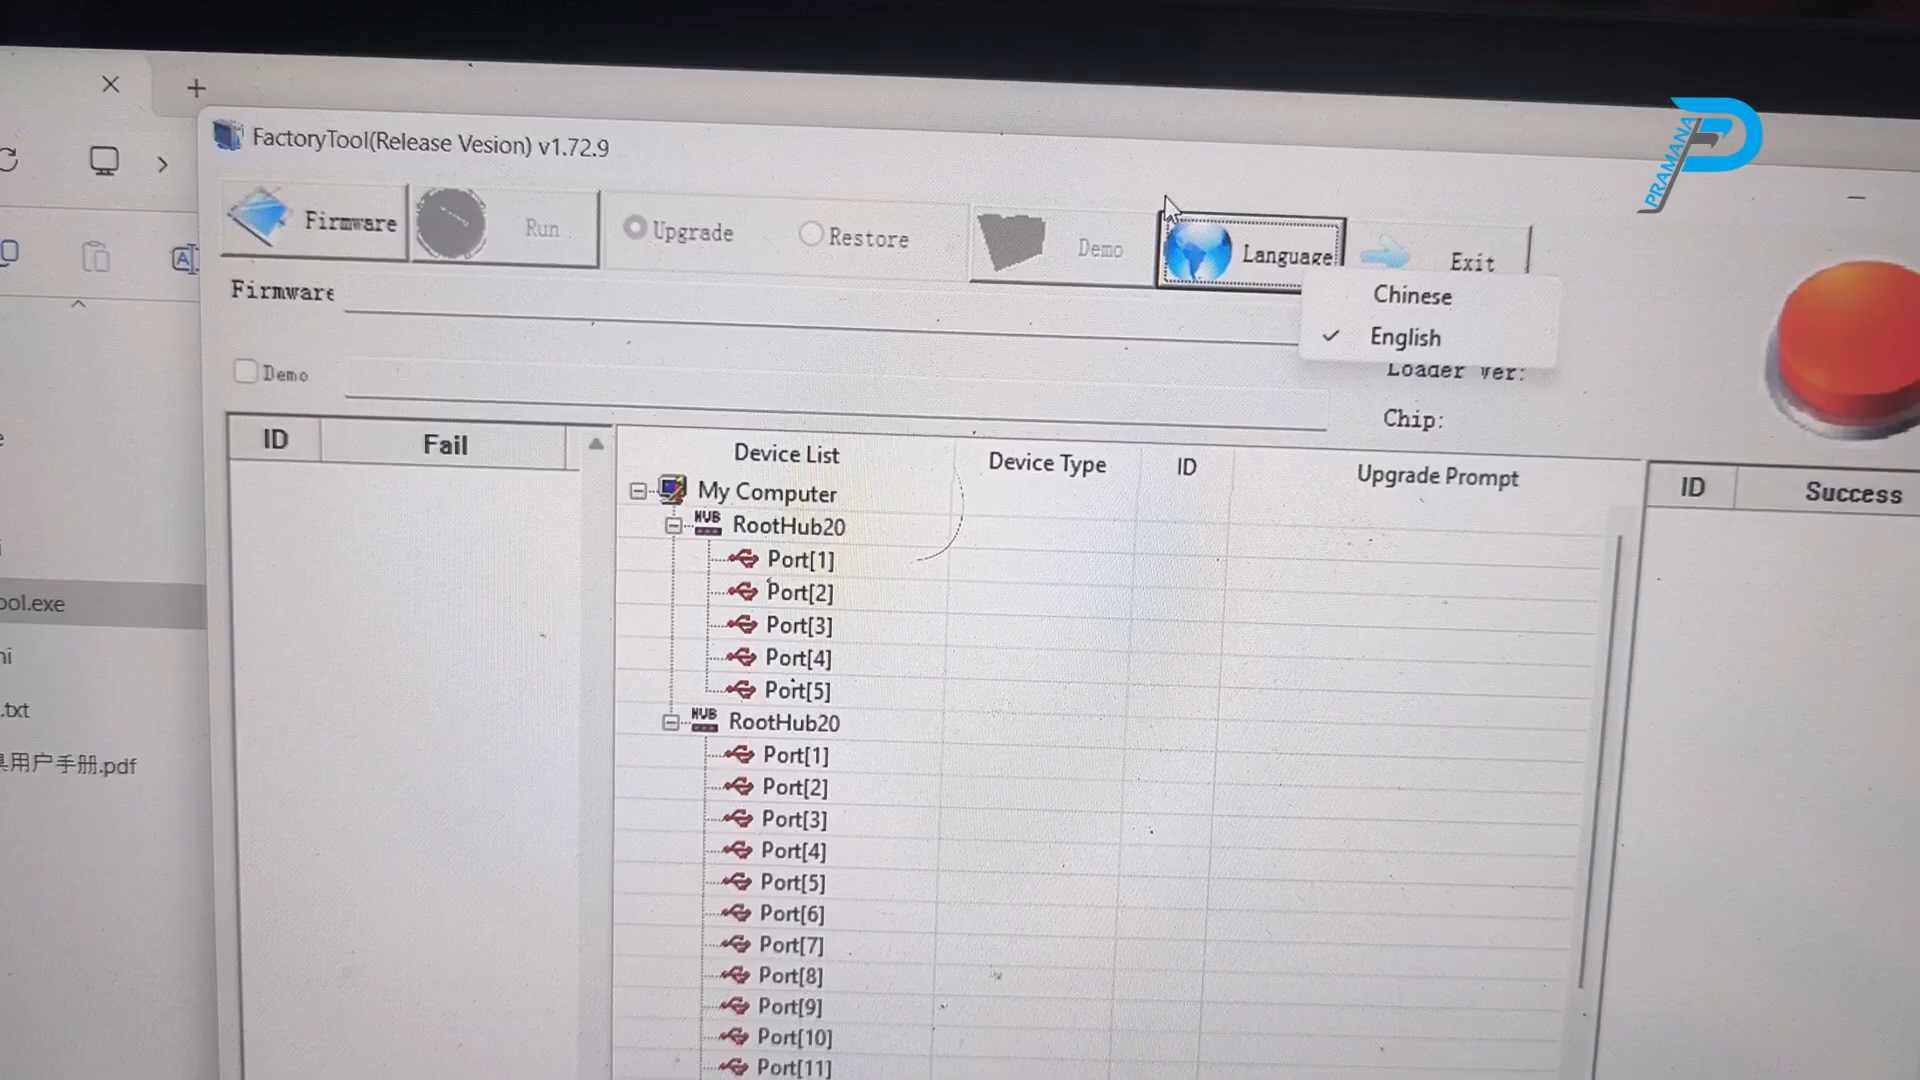 PRAMANA
FactoryTool(Release Vesion) v1.72.9
Firmware
Run
Upgrade
Restore
Demo
Language
Exit
Chinese
English
Firmware
Loader Ver:
Demo
Chip:
ID Fail
Device List Device Type ID Upgrade Prompt
ID Success
My Computer
HUB RootHub20
Port[1]
Port[2]
Port[3]
Port[4]
Port[5]
HUB RootHub20
Port[1]
Port[2]
Port[3]
Port[4]
Port[5]
Port[6]
Port[7]
Port[8]
Port[9]
Port[10]
Port[11]
ool.exe
ni
.txt
用户手册.pdf